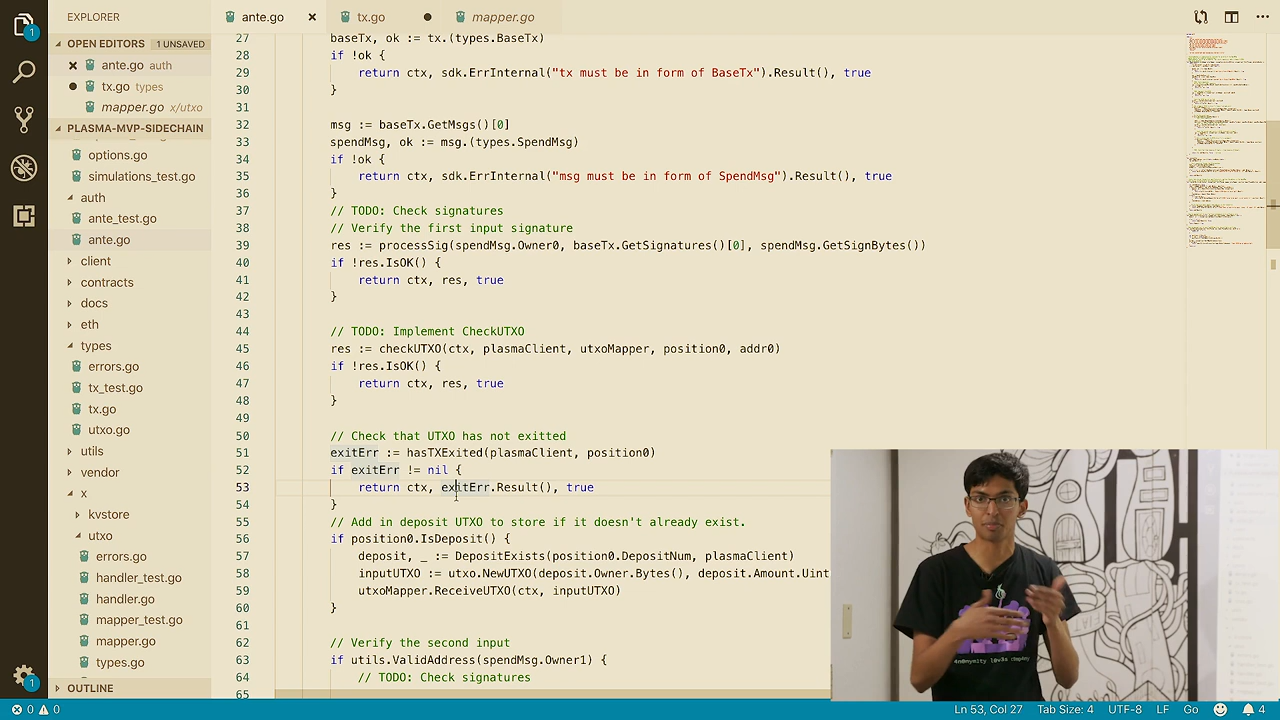 EXPLORER
ante.go
tx.go
mapper.go
OPEN EDITORS 1 UNSAVED
ante.go auth
tx.go types
mapper.go x/utxo
PLASMA-MVP-SIDECHAIN
options.go
simulations_test.go
auth
ante_test.go
ante.go
client
contracts
docs
eth
types
errors.go
tx_test.go
tx.go
utxo.go
utils
vendor
x
kvstore
utxo
errors.go
handler_test.go
handler.go
mapper_test.go
mapper.go
types.go
OUTLINE
1
1
27 baseTx, ok := tx.(types.BaseTx)
28 if !ok {
29 return ctx, sdk.ErrInternal("tx must be in form of BaseTx").Result(), true
30 }
31
32 msg := baseTx.GetMsgs()[0]
33 spendMsg, ok := msg.(types.SpendMsg)
34 if !ok {
35 return ctx, sdk.ErrInternal("msg must be in form of SpendMsg").Result(), true
36 }
37 // TODO: Check signatures
38 // Verify the first input signature
39 res := processSig(spendMsg.Owner0, baseTx.GetSignatures()[0], spendMsg.GetSignBytes())
40 if !res.IsOK() {
41 return ctx, res, true
42 }
43
44 // TODO: Implement CheckUTXO
45 res := checkUTXO(ctx, plasmaClient, utxoMapper, position0, addr0)
46 if !res.IsOK() {
47 return ctx, res, true
48 }
49
50 // Check that UTXO has not exitted
51 exitErr := hasTXExited(plasmaClient, position0)
52 if exitErr != nil {
53 return ctx, exitErr.Result(), true
54 }
55 // Add in deposit UTXO to store if it doesn't already exist.
56 if position0.IsDeposit() {
57 deposit, _ := DepositExists(position0.DepositNum, plasmaClient)
58 inputUTXO := utxo.NewUTXO(deposit.Owner.Bytes(), deposit.Amount.Uint
59 utxoMapper.ReceiveUTXO(ctx, inputUTXO)
60 }
61
62 // Verify the second input
63 if utils.ValidAddress(spendMsg.Owner1) {
64 // TODO: Check signatures
65
0 0
Ln 53, Col 27 Tab Size: 4 UTF-8 LF Go 4